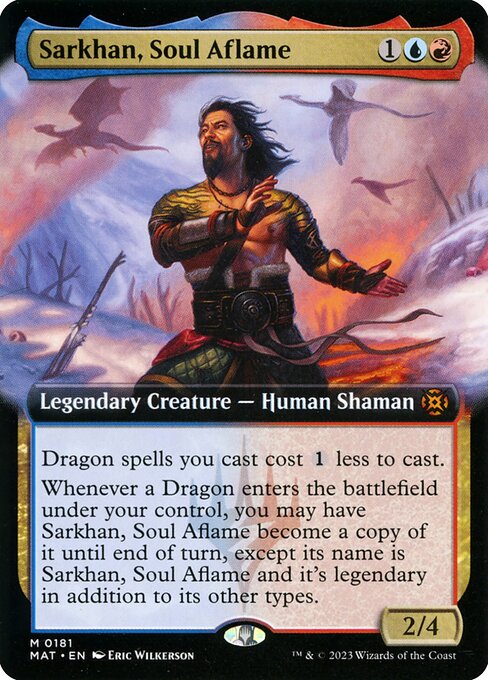 Sarkhan, Soul Aflame 1
Legendary Creature — Human Shaman
Dragon spells you cast cost 1 less to cast.
Whenever a Dragon enters the battlefield
under your control, you may have
Sarkhan, Soul Aflame become a copy of
it until end of turn, except its name is
Sarkhan, Soul Aflame and it's legendary
in addition to its other types.
2/4
M 0181
MAT • EN Eric Wilkerson
™ & © 2023 Wizards of the Coast